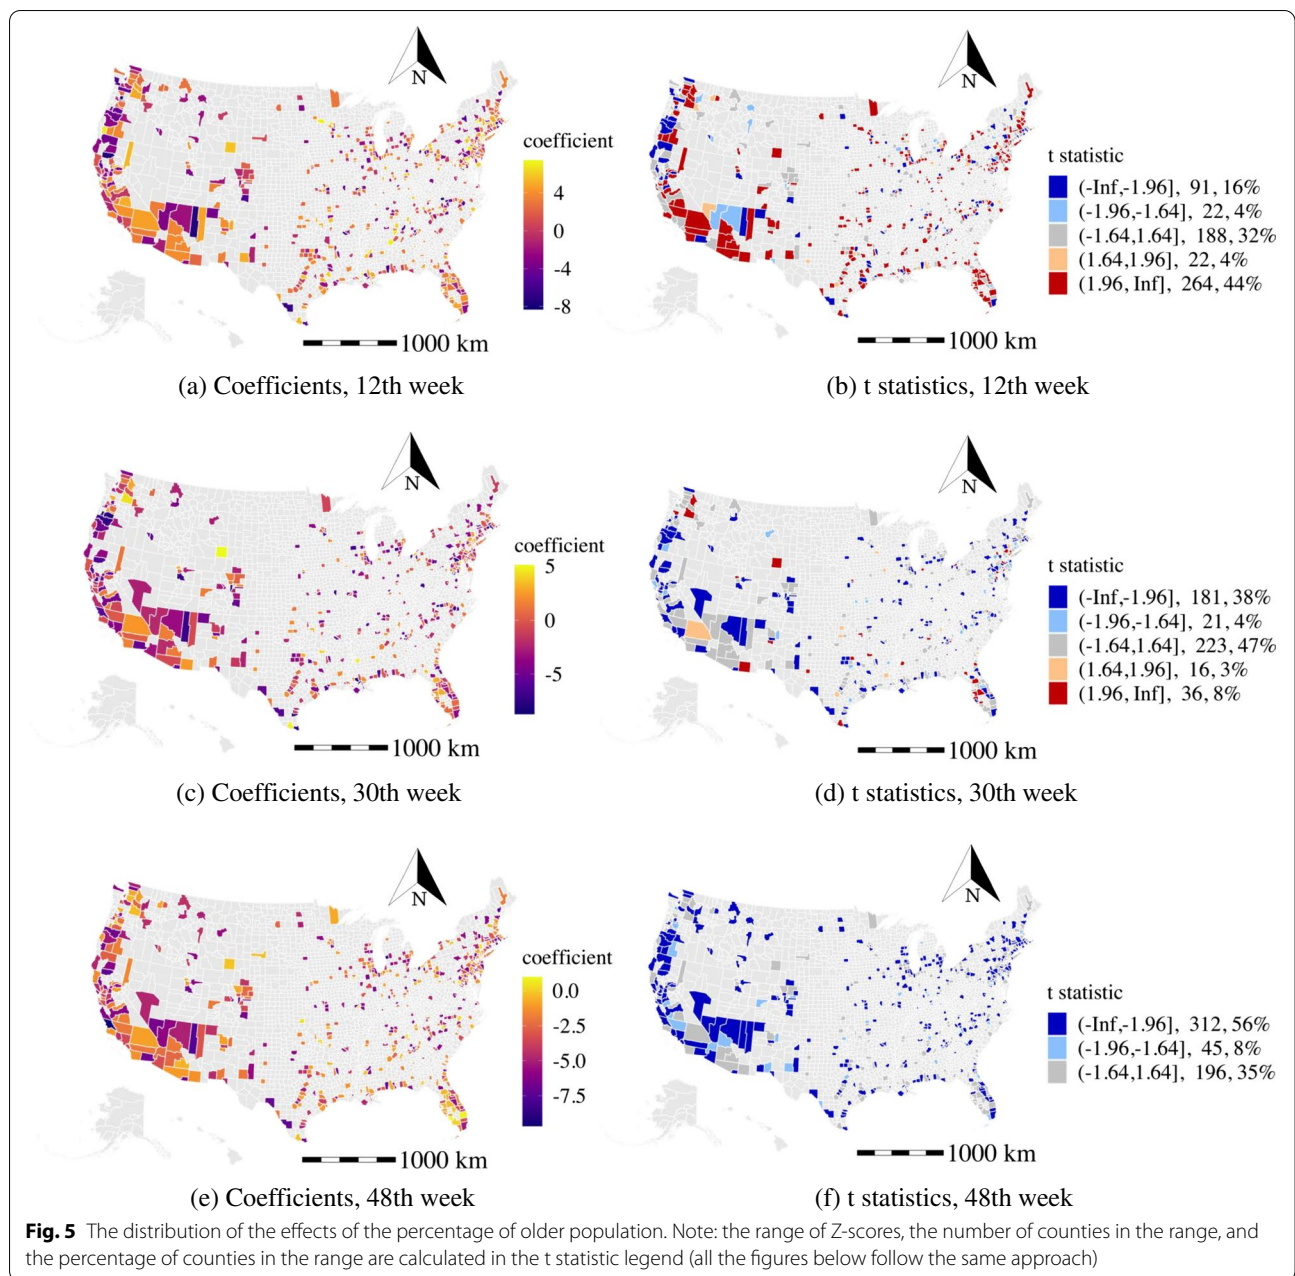 N
coefficient
4
0
-4
-8
1000 km
(a) Coefficients, 12th week
N
t statistic
(-Inf,-1.96], 91, 16%
(-1.96,-1.64], 22, 4%
(-1.64,1.64], 188, 32%
(1.64,1.96], 22, 4%
(1.96, Inf], 264, 44%
1000 km
(b) t statistics, 12th week
N
coefficient
5
0
-5
1000 km
(c) Coefficients, 30th week
N
t statistic
(-Inf,-1.96], 181, 38%
(-1.96,-1.64], 21, 4%
(-1.64,1.64], 223, 47%
(1.64,1.96], 16, 3%
(1.96, Inf], 36, 8%
1000 km
(d) t statistics, 30th week
N
coefficient
0.0
-2.5
-5.0
-7.5
1000 km
(e) Coefficients, 48th week
N
t statistic
(-Inf,-1.96], 312, 56%
(-1.96,-1.64], 45, 8%
(-1.64,1.64], 196, 35%
1000 km
(f) t statistics, 48th week
Fig. 5 The distribution of the effects of the percentage of older population. Note: the range of Z-scores, the number of counties in the range, and
the percentage of counties in the range are calculated in the t statistic legend (all the figures below follow the same approach)